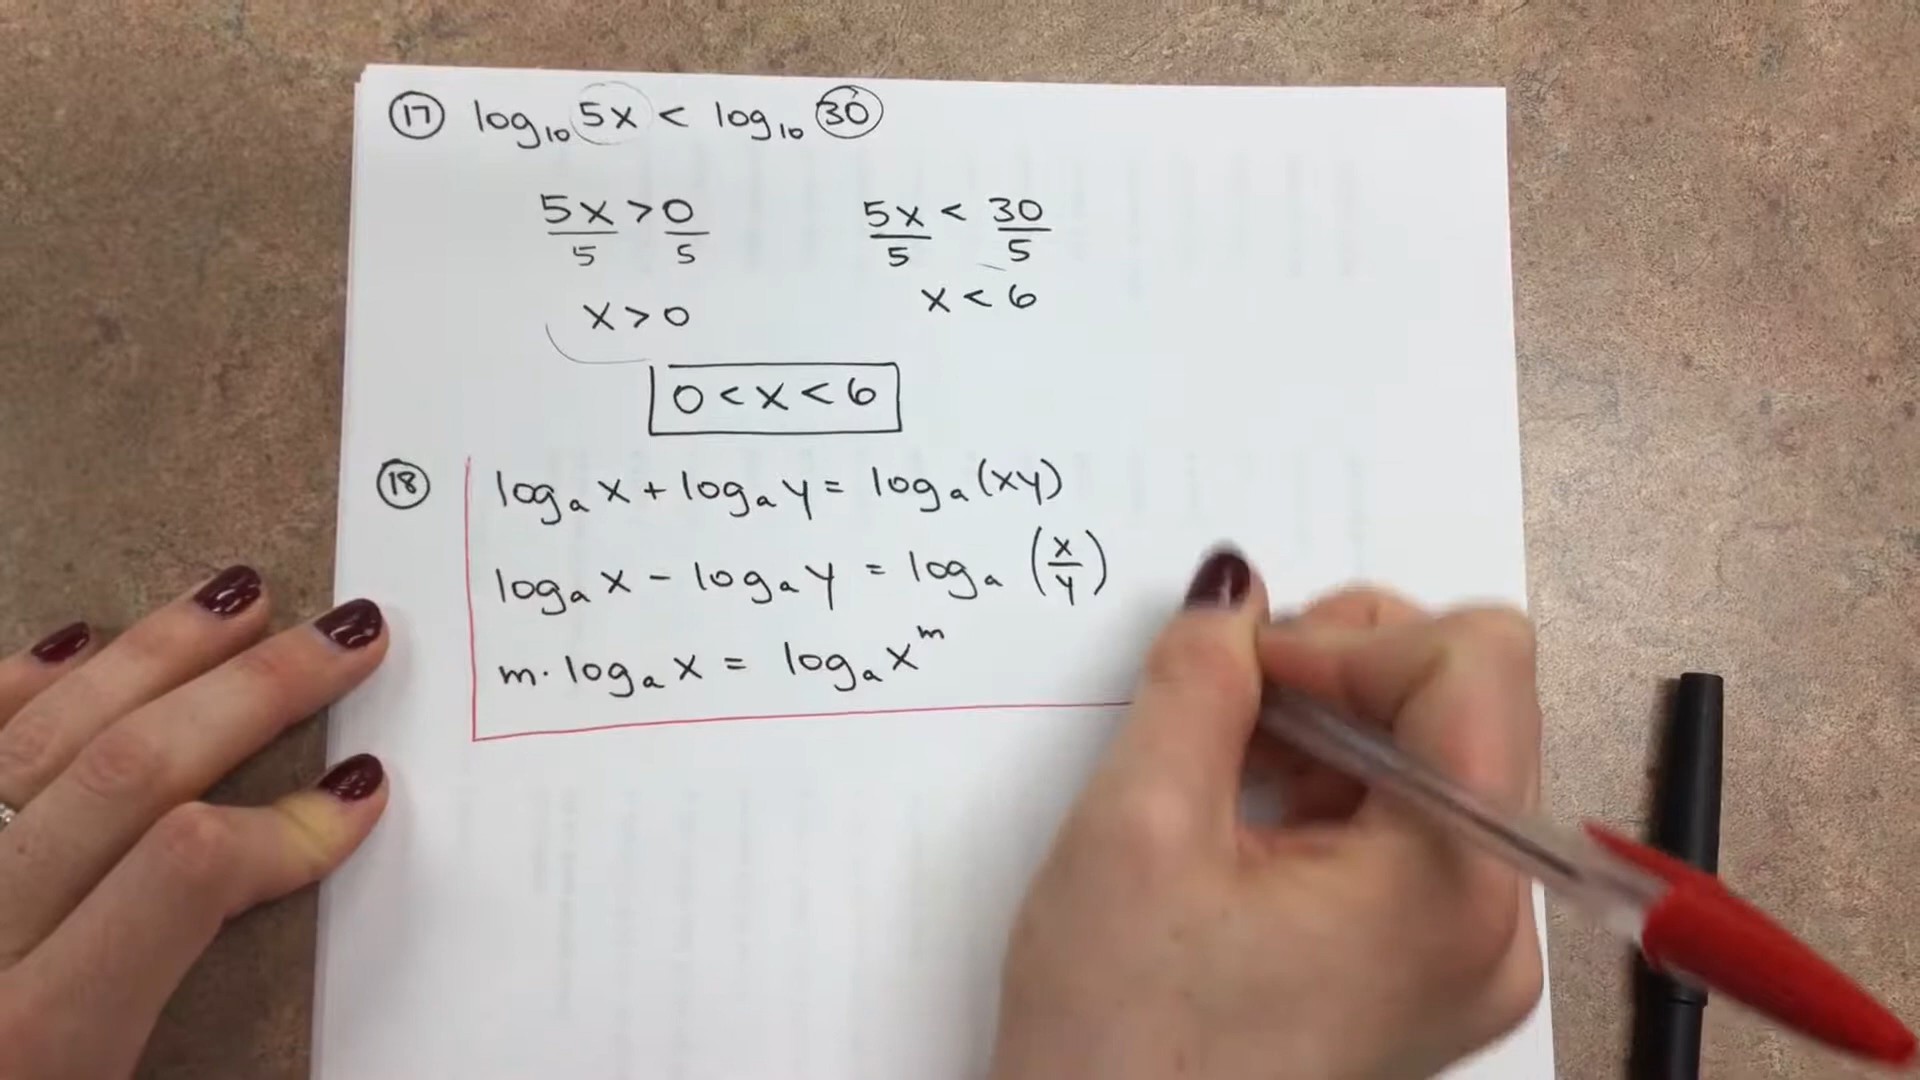 ⑰ log₁₀ 5x < log₁₀ 30
5x/5 > 0/5    5x/5 < 30/5
x > 0    x < 6
0 < x < 6
⑱ logₐ x + logₐ y = logₐ (xy)
logₐ x − logₐ y = logₐ (x/y)
m · logₐ x = logₐ xᵐ